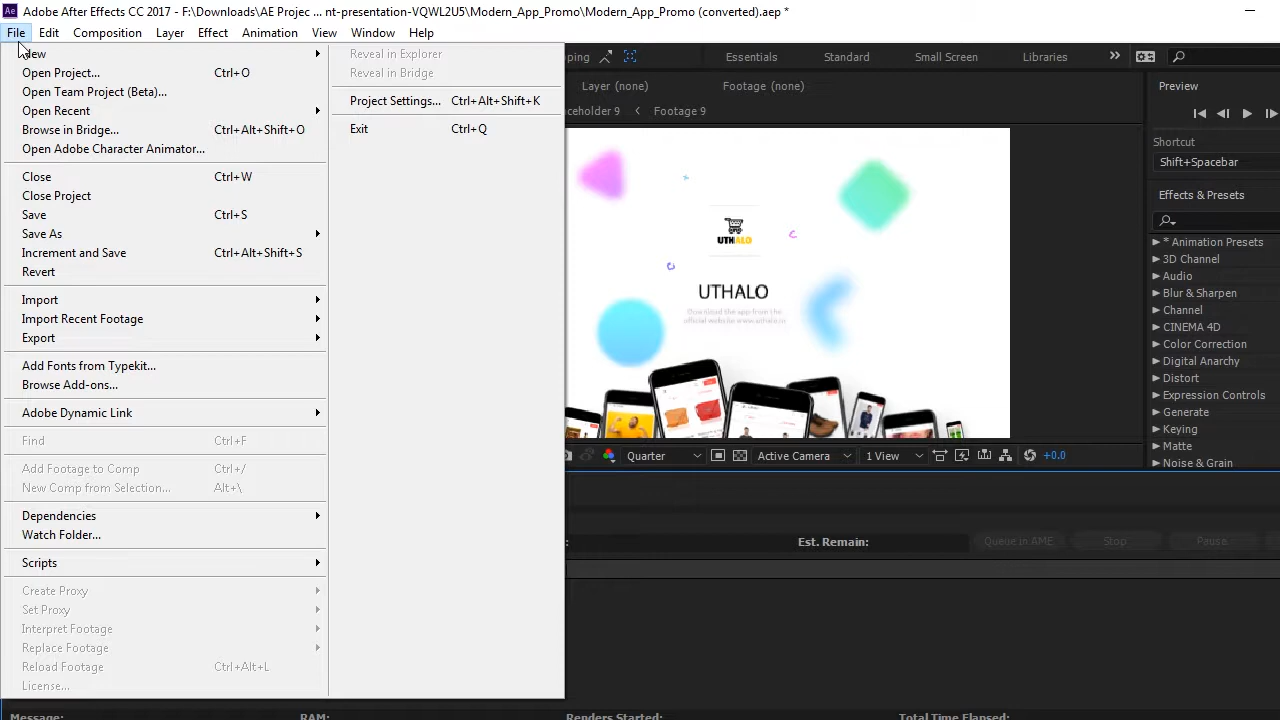 Ae Adobe After Effects CC 2017 - F:\Downloads\AE Projec ... nt-presentation-VQWL2U5\Modern_App_Promo\Modern_App_Promo (converted).aep *
File Edit Composition Layer Effect Animation View Window Help
New
Open Project... Ctrl+O
Open Team Project (Beta)...
Open Recent
Browse in Bridge... Ctrl+Alt+Shift+O
Open Adobe Character Animator...
Close Ctrl+W
Close Project
Save Ctrl+S
Save As
Increment and Save Ctrl+Alt+Shift+S
Revert
Import
Import Recent Footage
Export
Add Fonts from Typekit...
Browse Add-ons...
Adobe Dynamic Link
Find Ctrl+F
Add Footage to Comp Ctrl+/
New Comp from Selection... Alt+\
Dependencies
Watch Folder...
Scripts
Create Proxy
Set Proxy
Interpret Footage
Replace Footage
Reload Footage Ctrl+Alt+L
License...
Reveal in Explorer
Reveal in Bridge
Project Settings... Ctrl+Alt+Shift+K
Exit Ctrl+Q
ping Essentials Standard Small Screen Libraries
Layer (none) Footage (none)
aceholder 9 Footage 9
UTHALO
UTHALO
Download the app from the
Quarter Active Camera 1 View +0.0
Preview
Shortcut
Shift+Spacebar
Effects & Presets
* Animation Presets
3D Channel
Audio
Blur & Sharpen
Channel
CINEMA 4D
Color Correction
Digital Anarchy
Distort
Expression Controls
Generate
Keying
Matte
Noise & Grain
Est. Remain: Queue in AME Stop Pause
Message: RAM: Renders Started: Total Time Elapsed: